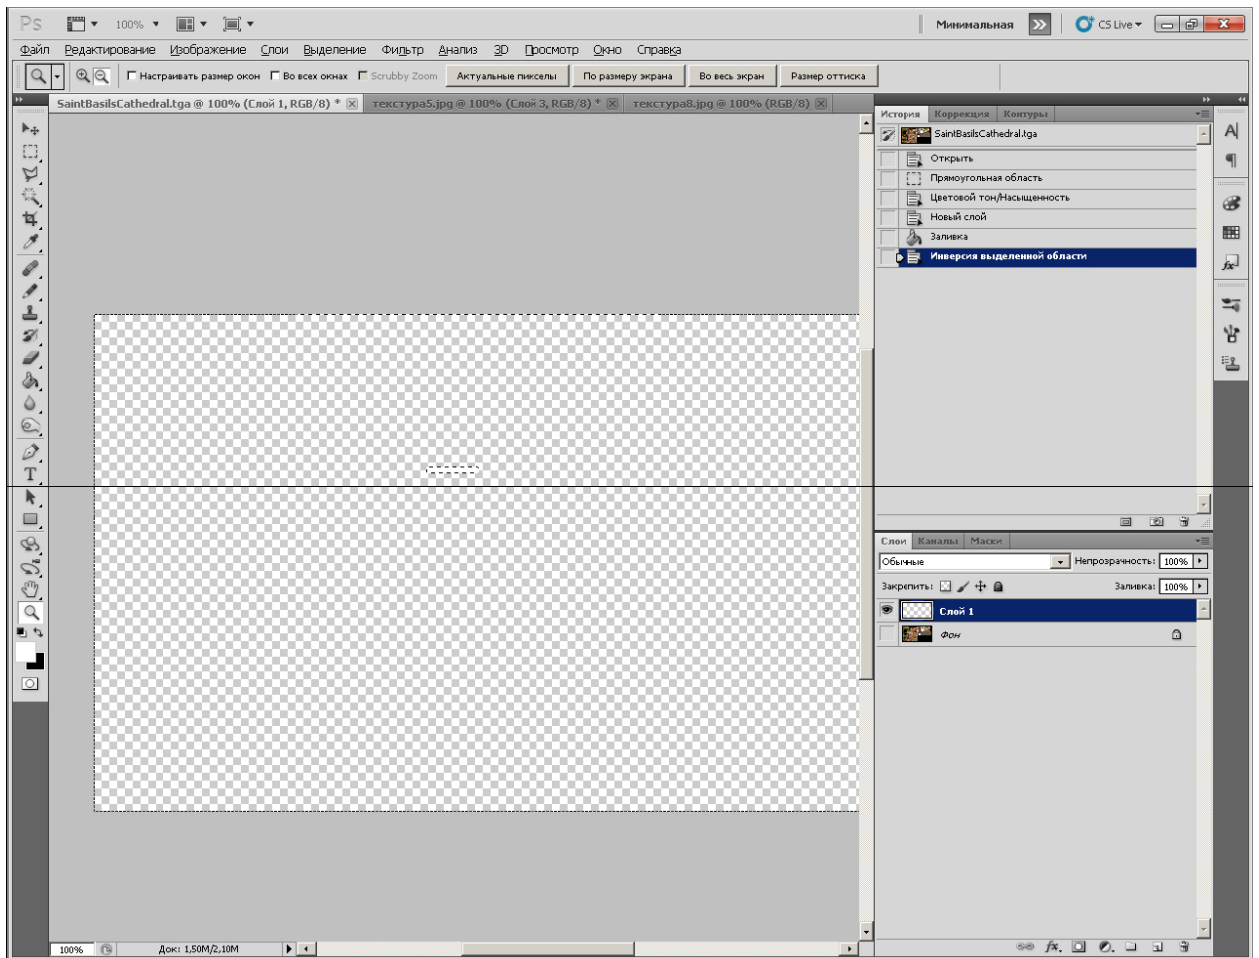 Ps 100% Минимальная CS Live
Файл Редактирование Изображение Слои Выделение Фильтр Анализ 3D Просмотр Окно Справка
Настраивать размер окон Во всех окнах Scrubby Zoom Актуальные пикселы По размеру экрана Во весь экран Размер оттиска
SaintBasilsCathedral.tga @ 100% (Слой 1, RGB/8) * текстура5.jpg @ 100% (Слой 3, RGB/8) * текстура8.jpg @ 100% (RGB/8)
История Коррекция Контуры
SaintBasilsCathedral.tga
Открыть
Прямоугольная область
Цветовой тон/Насыщенность
Новый слой
Заливка
Инверсия выделенной области
Слои Каналы Маски
Обычные Непрозрачность: 100%
Закрепить: Заливка: 100%
Слой 1
Фон
100% Док: 1,50M/2,10M